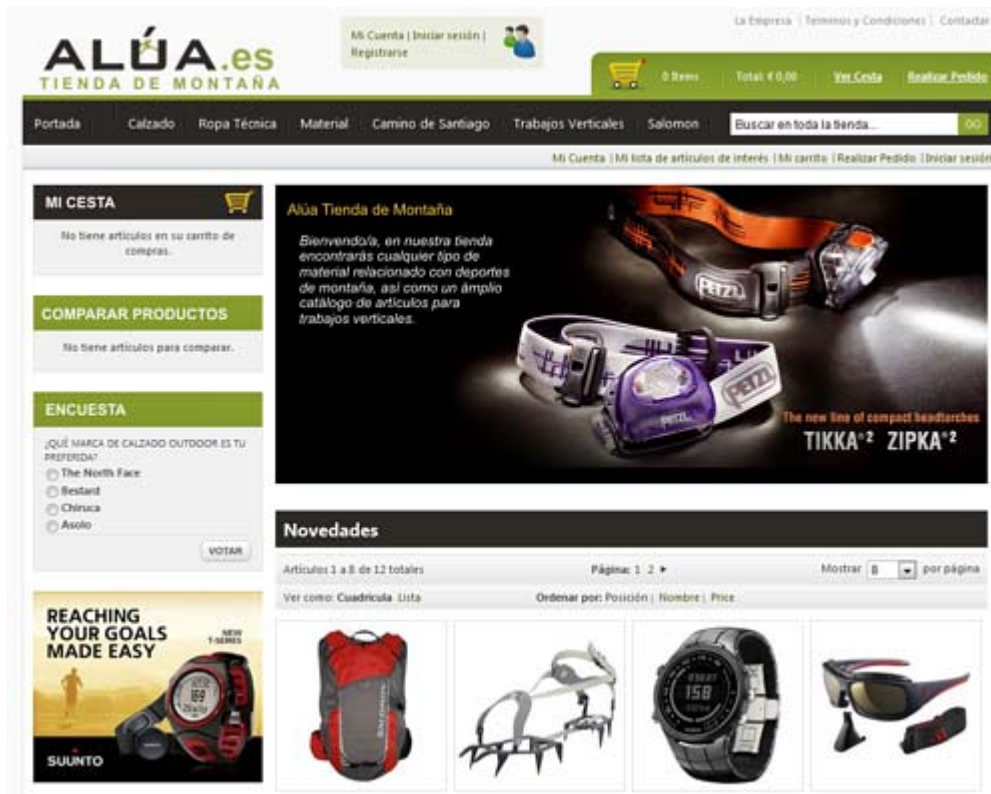 ALÚA.es
TIENDA DE MONTAÑA
Mi Cuenta | Iniciar sesión |
Registrarse
La Empresa | Terminos y Condiciones | Contactar
0 Items Total: € 0,00 Ver Cesta Realizar Pedido
Portada Calzado Ropa Técnica Material Camino de Santiago Trabajos Verticales Salomon Buscar en toda la tienda... GO
Mi Cuenta | Mi lista de artículos de interés | Mi carrito | Realizar Pedido | Iniciar sesión
MI CESTA
No tiene artículos en su carrito de
compras.
COMPARAR PRODUCTOS
No tiene artículos para comparar.
ENCUESTA
¿QUÉ MARCA DE CALZADO OUTDOOR ES TU
PREFERIDA?
The North Face
Bestard
Chiruca
Asolo
VOTAR
REACHING
YOUR GOALS
MADE EASY
NEW
T-SERIES
SUUNTO
Alúa Tienda de Montaña
Bienvendo/a, en nuestra tienda
encontrarás cualquier tipo de
material relacionado con deportes
de montaña, así como un ámplio
catálogo de artículos para
trabajos verticales.
PETZL
PETZL
PETZL
The new line of compact headtorches
TIKKA®2 ZIPKA®2
Novedades
Artículos 1 a 8 de 12 totales Página: 1 2 Mostrar 8 por página
Ver como: Cuadrícula Lista Ordenar por: Posición | Nombre | Price
158